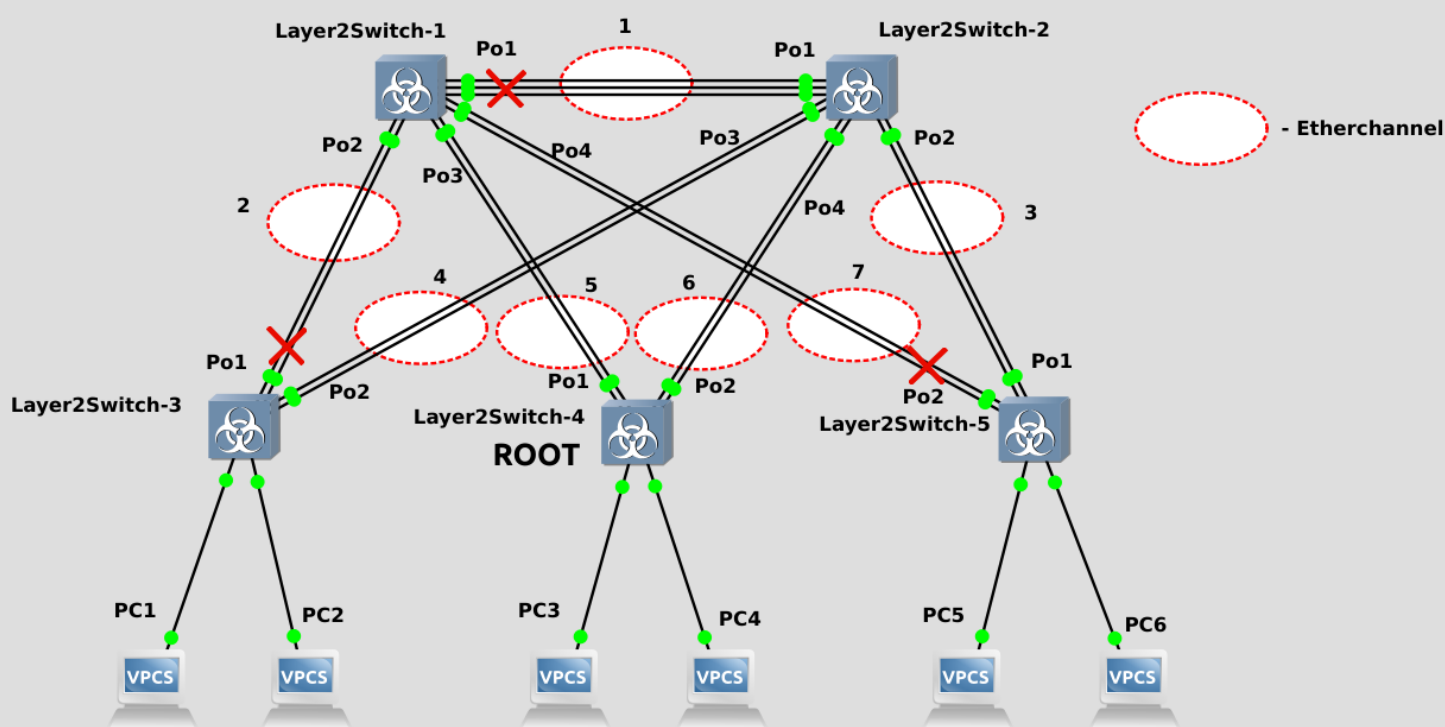 Layer2Switch-1
1
Layer2Switch-2
Po1
Po1
- Etherchannel
Po2
Po3
Po4
Po3
Po2
Po4
2
3
4
5
6
7
Po1
Po2
Po1
Po2
Po2
Po1
Layer2Switch-3
Layer2Switch-4
ROOT
Layer2Switch-5
PC1
PC2
PC3
PC4
PC5
PC6
VPCS
VPCS
VPCS
VPCS
VPCS
VPCS